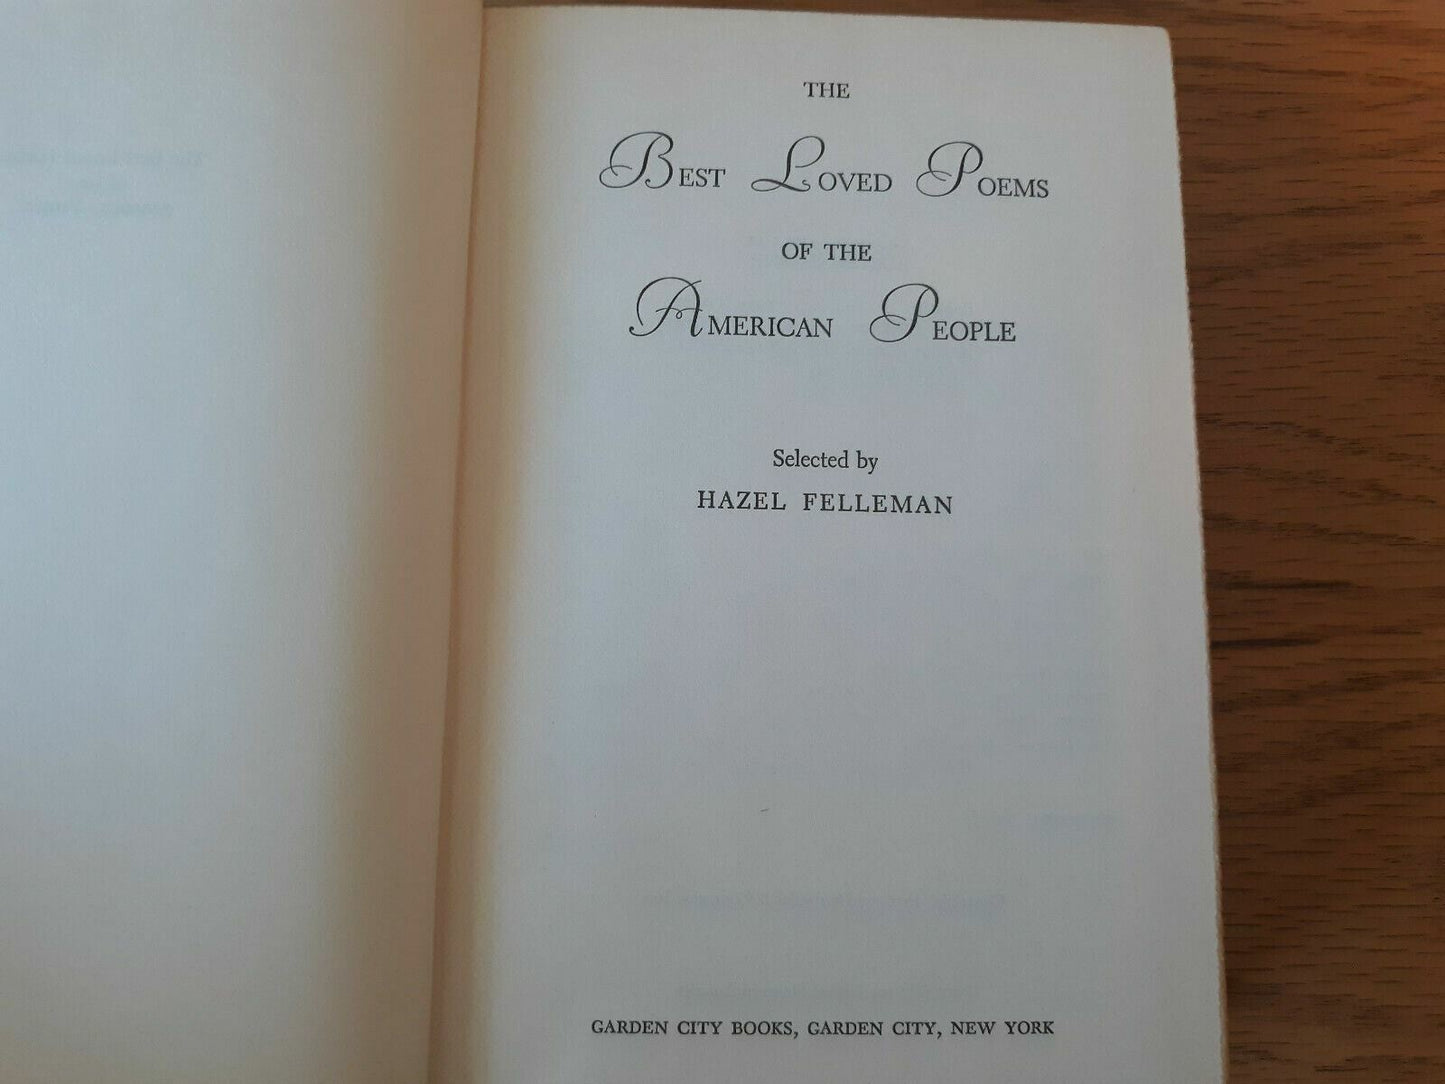 THE
BEST LOVED POEMS
OF THE
AMERICAN PEOPLE
Selected by
HAZEL FELLEMAN
GARDEN CITY BOOKS, GARDEN CITY, NEW YORK